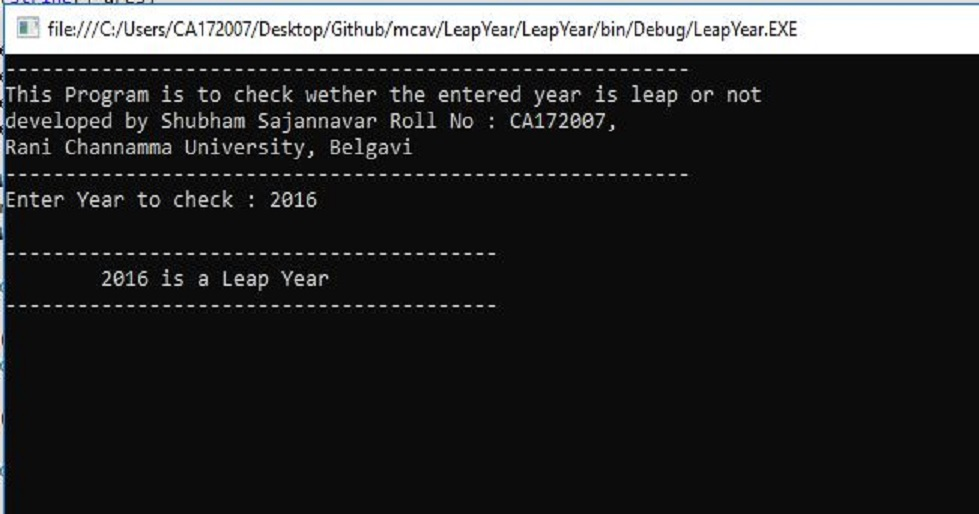 file:///C:/Users/CA172007/Desktop/Github/mcav/LeapYear/LeapYear/bin/Debug/LeapYear.EXE
---------------------------------------------------------
This Program is to check wether the entered year is leap or not
developed by Shubham Sajannavar Roll No : CA172007,
Rani Channamma University, Belgavi
---------------------------------------------------------
Enter Year to check : 2016
-----------------------------------------
2016 is a Leap Year
-----------------------------------------